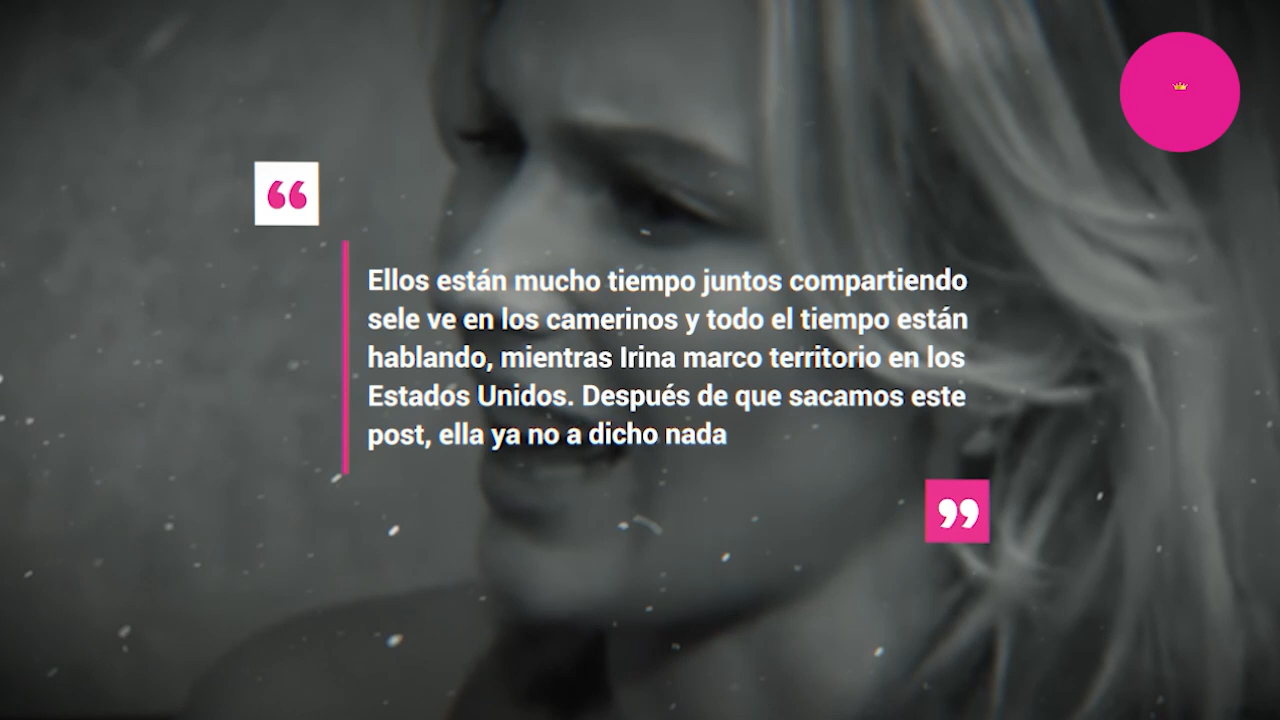 Ellos están mucho tiempo juntos compartiendo
sele ve en los camerinos y todo el tiempo están
hablando, mientras Irina marco territorio en los
Estados Unidos. Después de que sacamos este
post, ella ya no a dicho nada